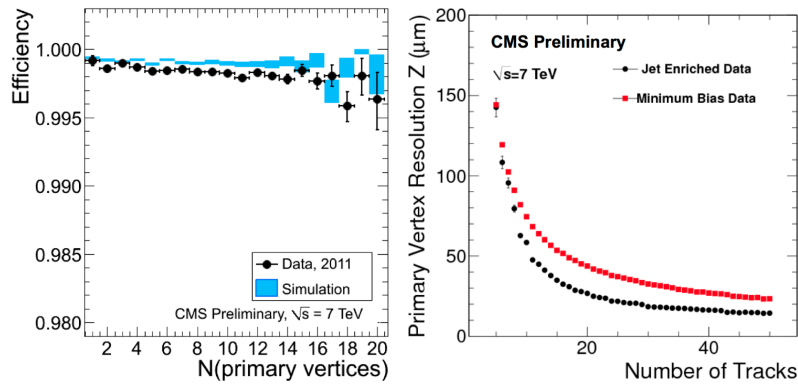 Efficiency
1.000
0.995
0.990
0.985
0.980
Data, 2011
Simulation
CMS Preliminary, √s = 7 TeV
2 4 6 8 10 12 14 16 18 20
N(primary vertices)
Primary Vertex Resolution Z (μm)
200
150
100
50
0
CMS Preliminary
√s=7 TeV
Jet Enriched Data
Minimum Bias Data
20 40
Number of Tracks